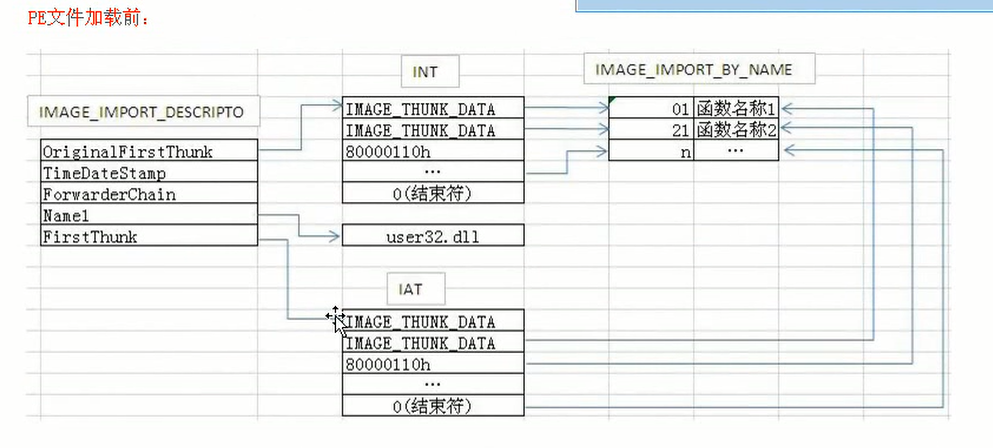 PE文件加载前：
INT
IMAGE_IMPORT_BY_NAME
IMAGE_IMPORT_DESCRIPTO
IMAGE_THUNK_DATA
01 函数名称1
IMAGE_THUNK_DATA
21 函数名称2
OriginalFirstThunk
80000110h
n …
TimeDateStamp
…
ForwarderChain
0(结束符)
Name1
FirstThunk
user32.dll
IAT
IMAGE_THUNK_DATA
IMAGE_THUNK_DATA
80000110h
…
0(结束符)